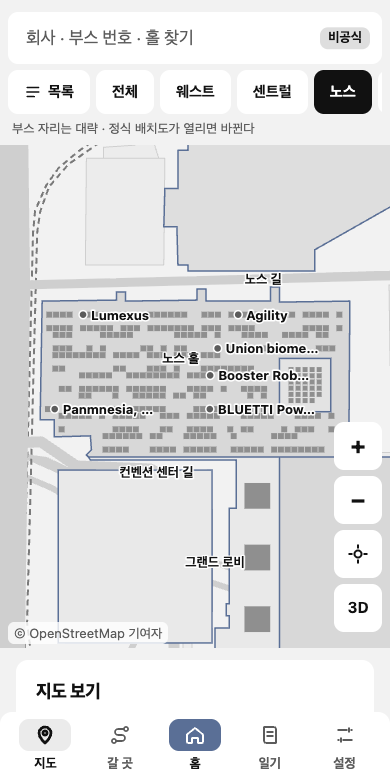 회사 · 부스 번호 · 홀 찾기
비공식
목록
전체
웨스트
센트럴
노스
부스 자리는 대략 · 정식 배치도가 열리면 바뀐다
노스 길
Lumexus
Agility
Union biome...
노스 홀
Booster Rob...
Panmnesia, ...
BLUETTI Pow...
컨벤션 센터 길
그랜드 로비
+
−
3D
© OpenStreetMap 기여자
지도 보기
지도
갈 곳
홈
일기
설정